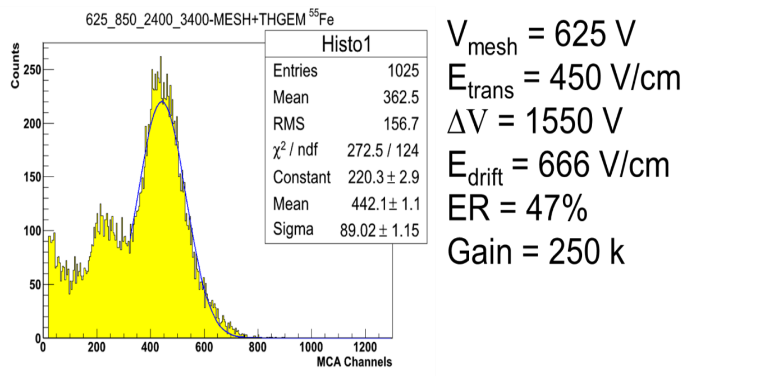 625_850_2400_3400-MESH+THGEM ⁵⁵Fe
Counts
250
200
150
100
50
0
0 200 400 600 800 1000 1200
MCA Channels
Histo1
Entries 1025
Mean 362.5
RMS 156.7
χ² / ndf 272.5 / 124
Constant 220.3 ± 2.9
Mean 442.1 ± 1.1
Sigma 89.02 ± 1.15
V_mesh = 625 V
E_trans = 450 V/cm
ΔV = 1550 V
E_drift = 666 V/cm
ER = 47%
Gain = 250 k